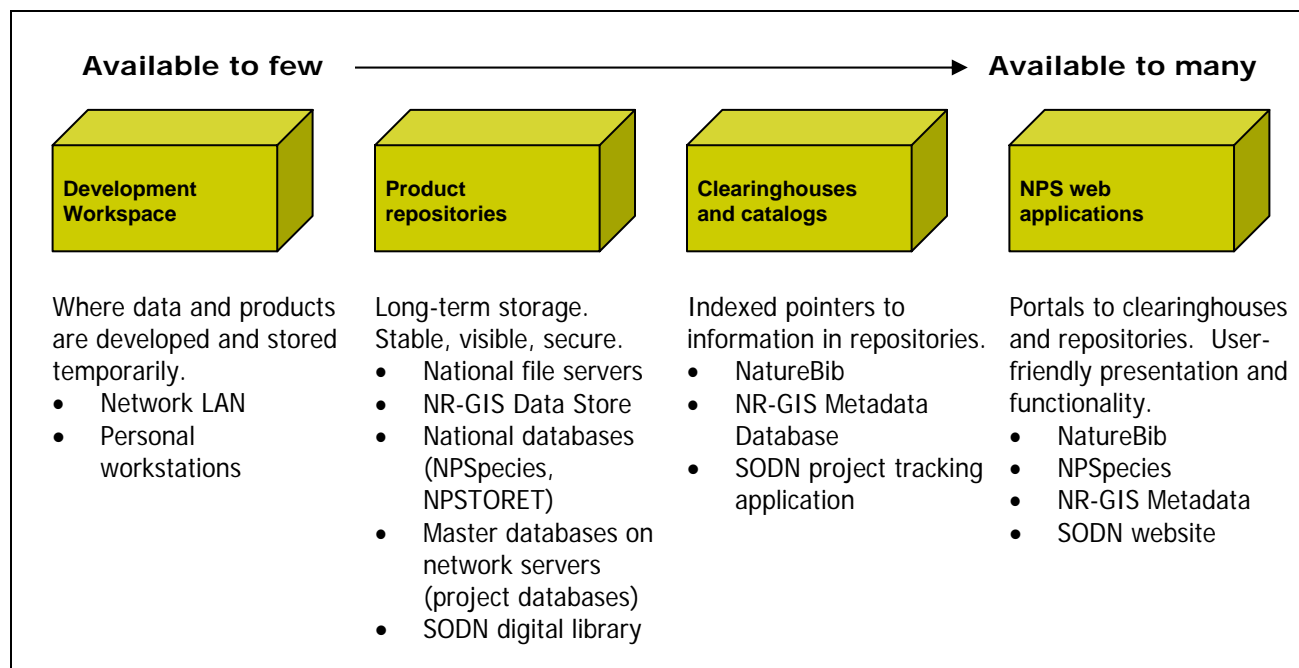 Available to few
Available to many
Development
Workspace
Where data and products
are developed and stored
temporarily.
• Network LAN
• Personal
workstations
Product
repositories
Long-term storage.
Stable, visible, secure.
• National file servers
• NR-GIS Data Store
• National databases
(NPSpecies,
NPSTORET)
• Master databases on
network servers
(project databases)
• SODN digital library
Clearinghouses
and catalogs
Indexed pointers to
information in repositories.
• NatureBib
• NR-GIS Metadata
Database
• SODN project tracking
application
NPS web
applications
Portals to clearinghouses
and repositories.  User-
friendly presentation and
functionality.
• NatureBib
• NPSpecies
• NR-GIS Metadata
• SODN website